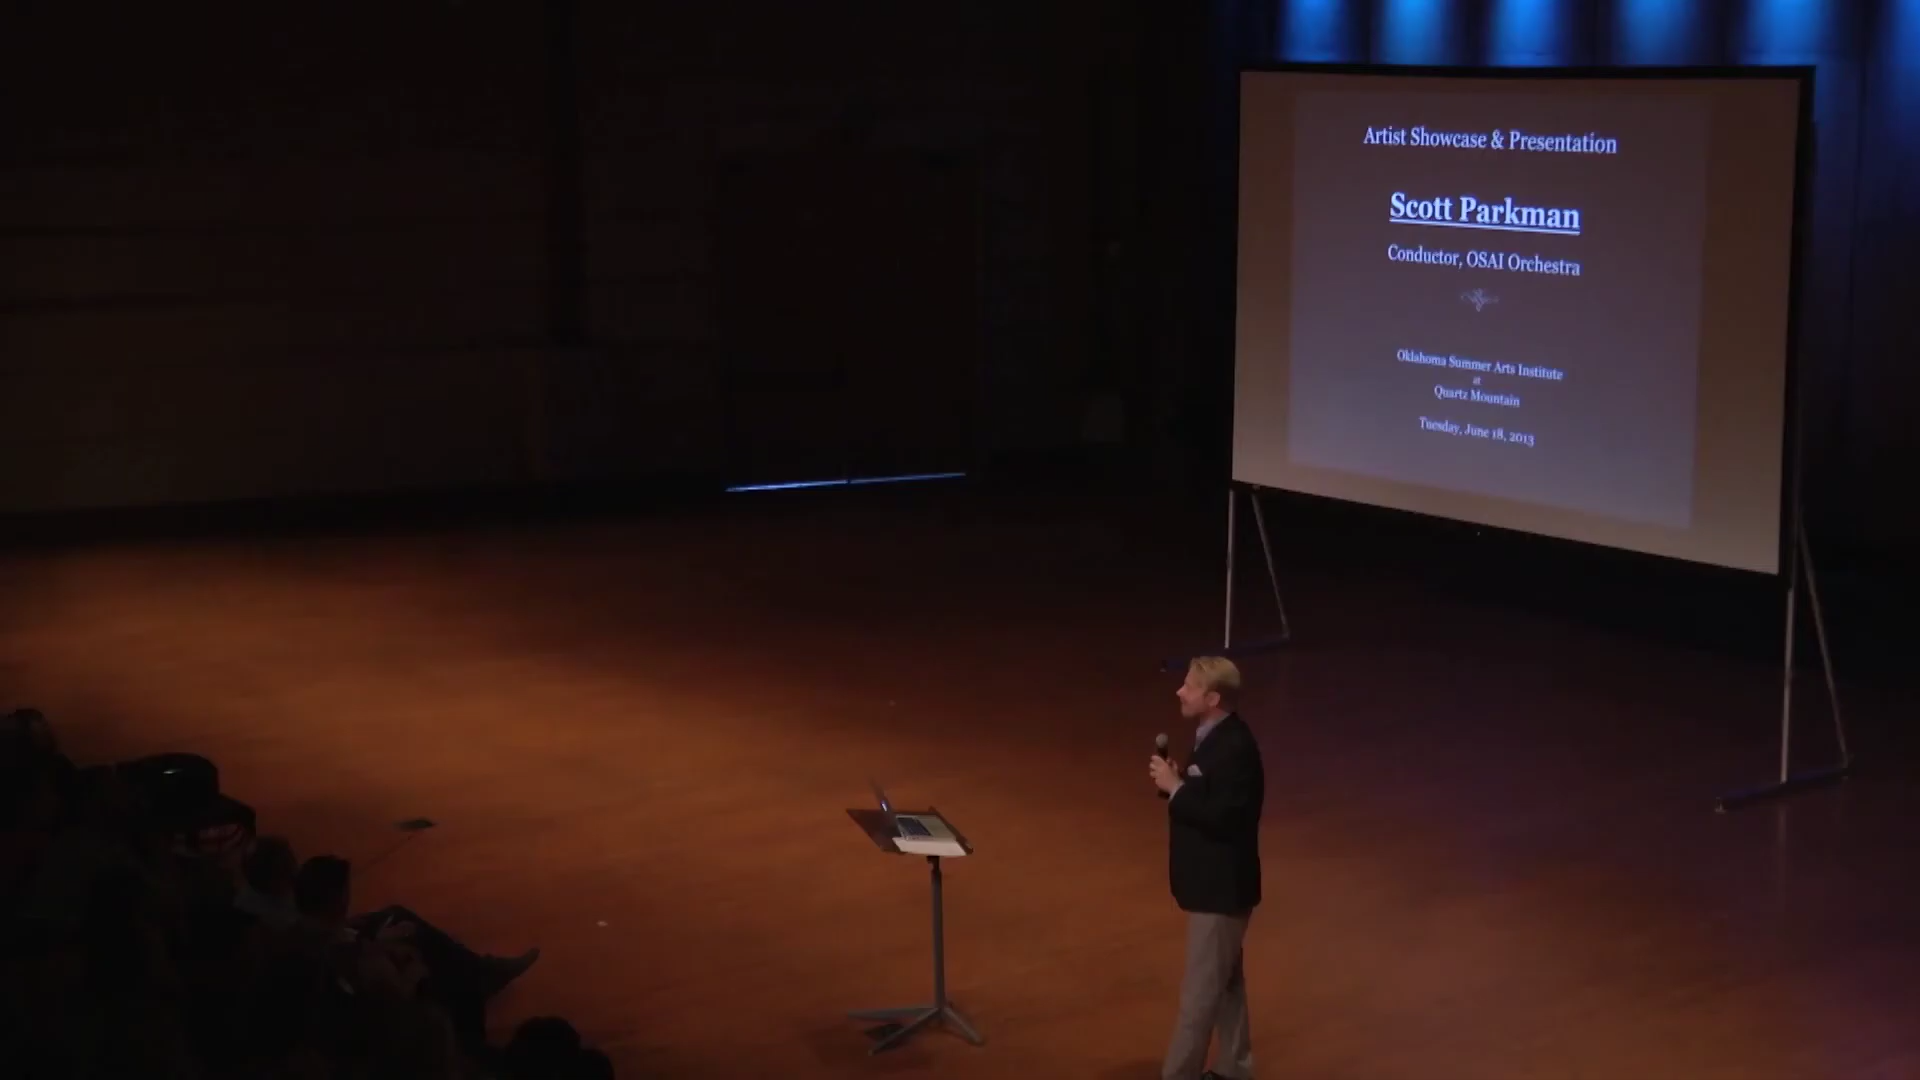 Artist Showcase & Presentation
Scott Parkman
Conductor, OSAI Orchestra
Oklahoma Summer Arts Institute
at
Quartz Mountain
Tuesday, June 18, 2013